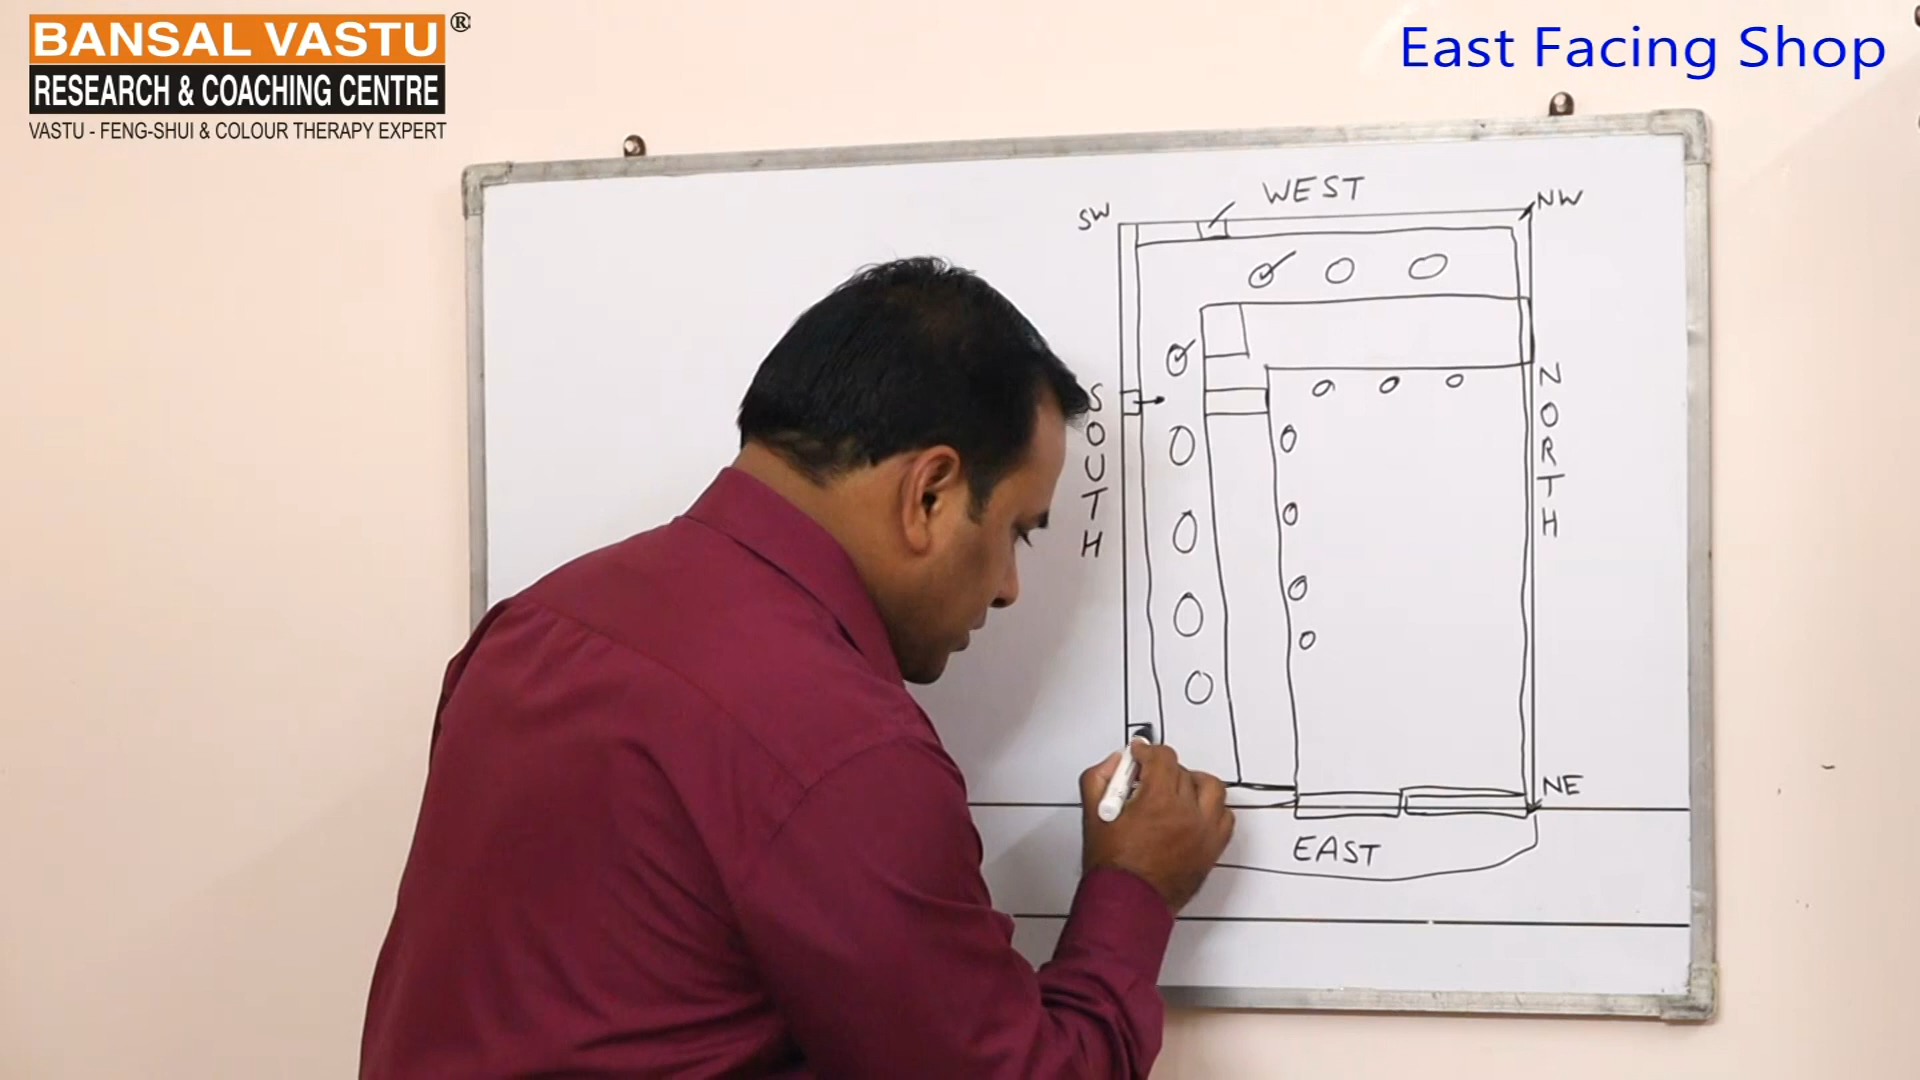 BANSAL VASTU®
RESEARCH & COACHING CENTRE
VASTU - FENG-SHUI & COLOUR THERAPY EXPERT
East Facing Shop
WEST
SW
NW
SOUTH
NORTH
NE
EAST